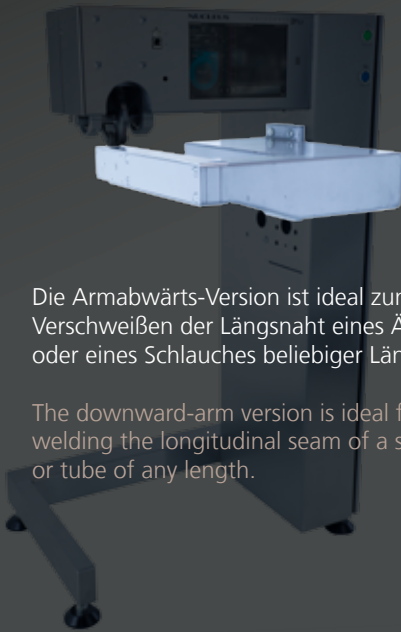 Die Armabwärts-Version ist ideal zur
Verschweißen der Längsnaht eines Ä
oder eines Schlauches beliebiger Län
The downward-arm version is ideal f
welding the longitudinal seam of a s
or tube of any length.